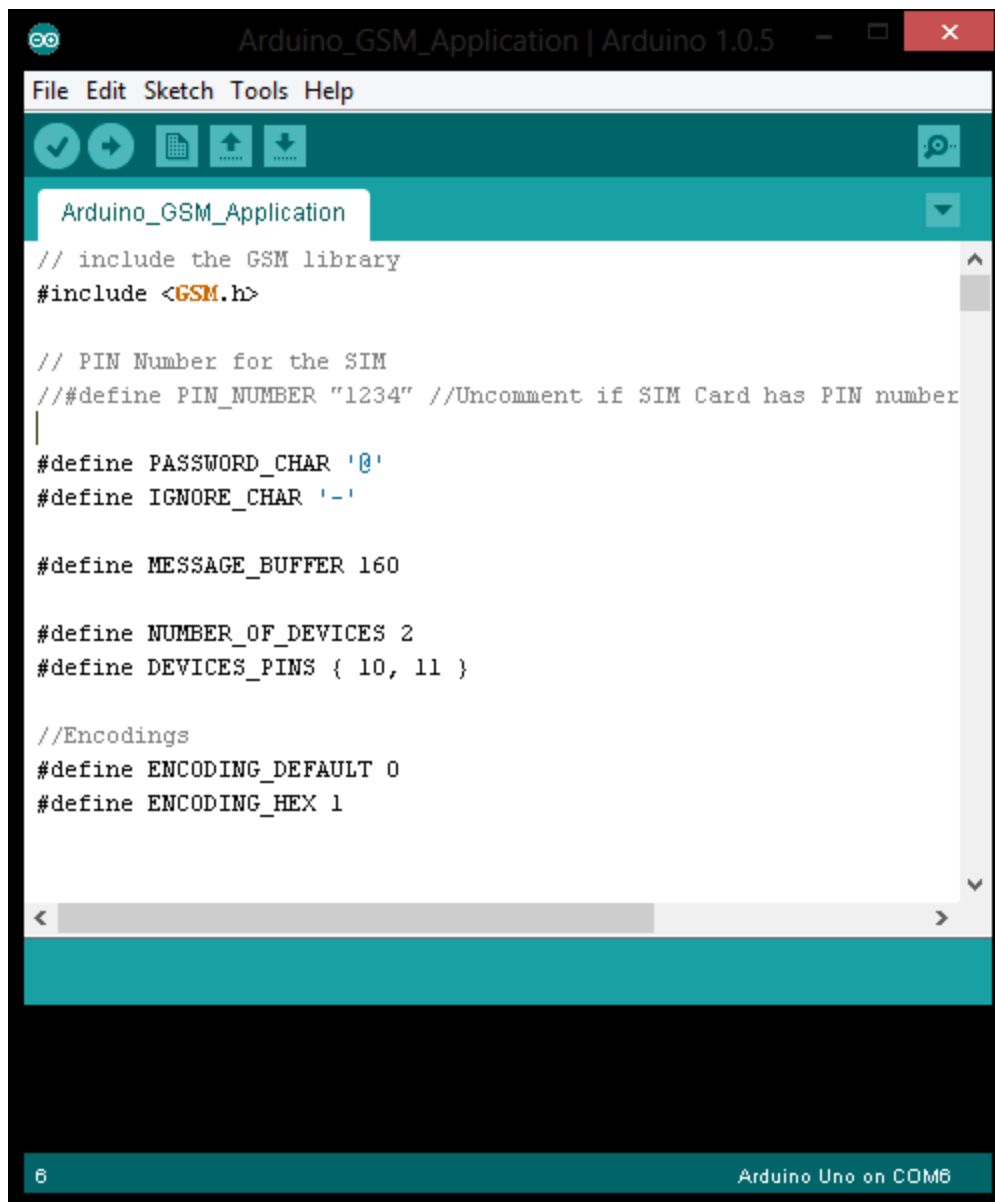 Arduino_GSM_Application | Arduino 1.0.5
File Edit Sketch Tools Help
Arduino_GSM_Application
// include the GSM library
#include <GSM.h>
// PIN Number for the SIM
//#define PIN_NUMBER "1234" //Uncomment if SIM Card has PIN number
#define PASSWORD_CHAR '@'
#define IGNORE_CHAR '-'
#define MESSAGE_BUFFER 160
#define NUMBER_OF_DEVICES 2
#define DEVICES_PINS { 10, 11 }
//Encodings
#define ENCODING_DEFAULT 0
#define ENCODING_HEX 1
6 Arduino Uno on COM6